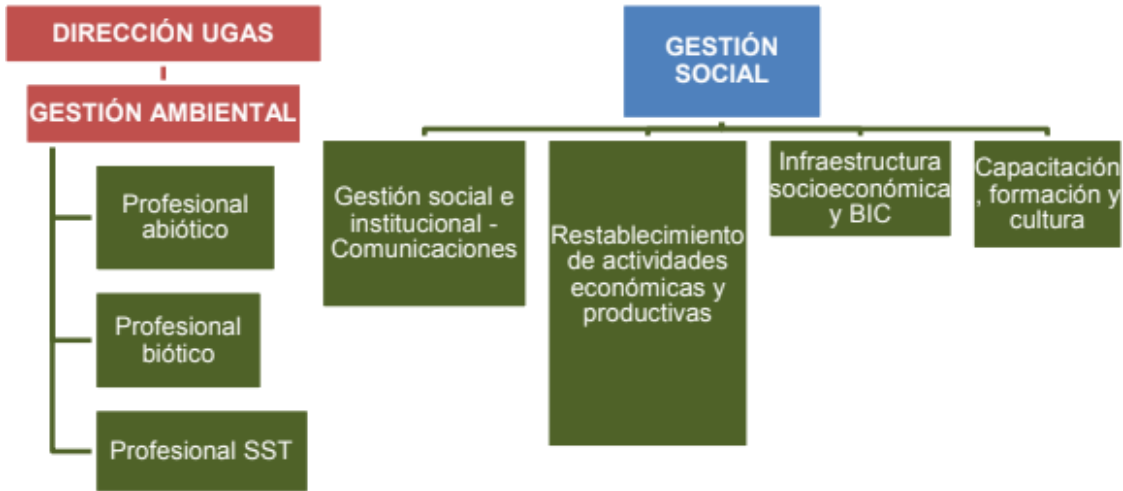 DIRECCIÓN UGAS
GESTIÓN AMBIENTAL
Profesional
abiótico
Profesional
biótico
Profesional SST
GESTIÓN
SOCIAL
Gestión social e
institucional -
Comunicaciones
Restablecimiento
de actividades
económicas y
productivas
Infraestructura
socioeconómica
y BIC
Capacitación
, formación y
cultura